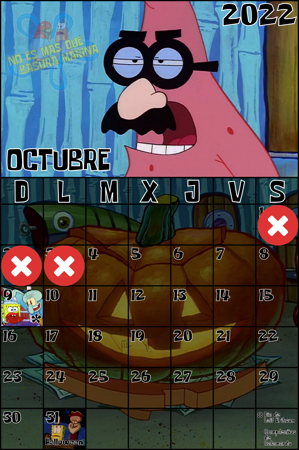 2022
NO ES MAS QUE
BASURA MARINA
OCTUBRE
D L M X J V S
4 5 6 7 8
9 10 11 12 13 14 15
16 17 18 19 20 21 22
23 24 25 26 27 28 29
30 31